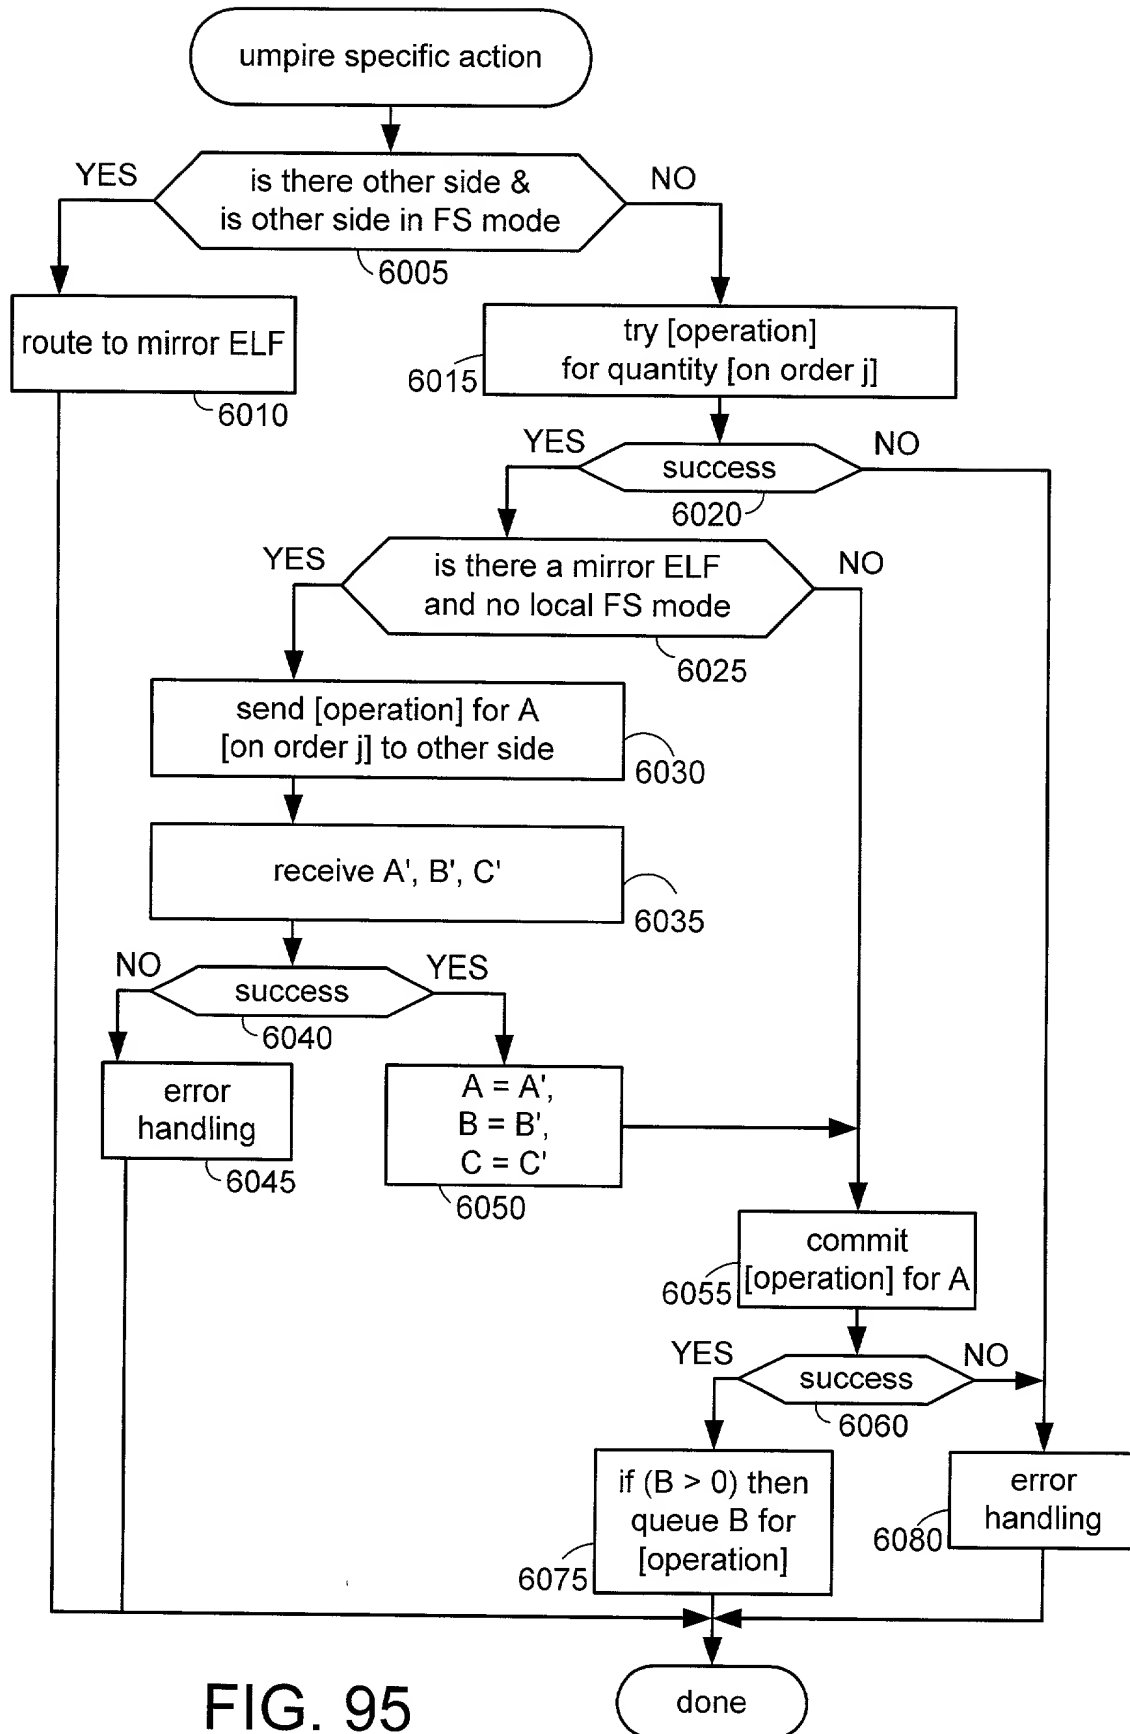 umpire specific action
YES
NO
is there other side &
is other side in FS mode
6005
route to mirror ELF
6010
try [operation]
for quantity [on order j]
6015
YES
NO
success
6020
YES
NO
is there a mirror ELF
and no local FS mode
6025
send [operation] for A
[on order j] to other side
6030
receive A', B', C'
6035
NO
YES
success
6040
error
handling
6045
A = A',
B = B',
C = C'
6050
commit
[operation] for A
6055
YES
NO
success
6060
if (B > 0) then
queue B for
[operation]
6075
error
handling
6080
done
FIG. 95